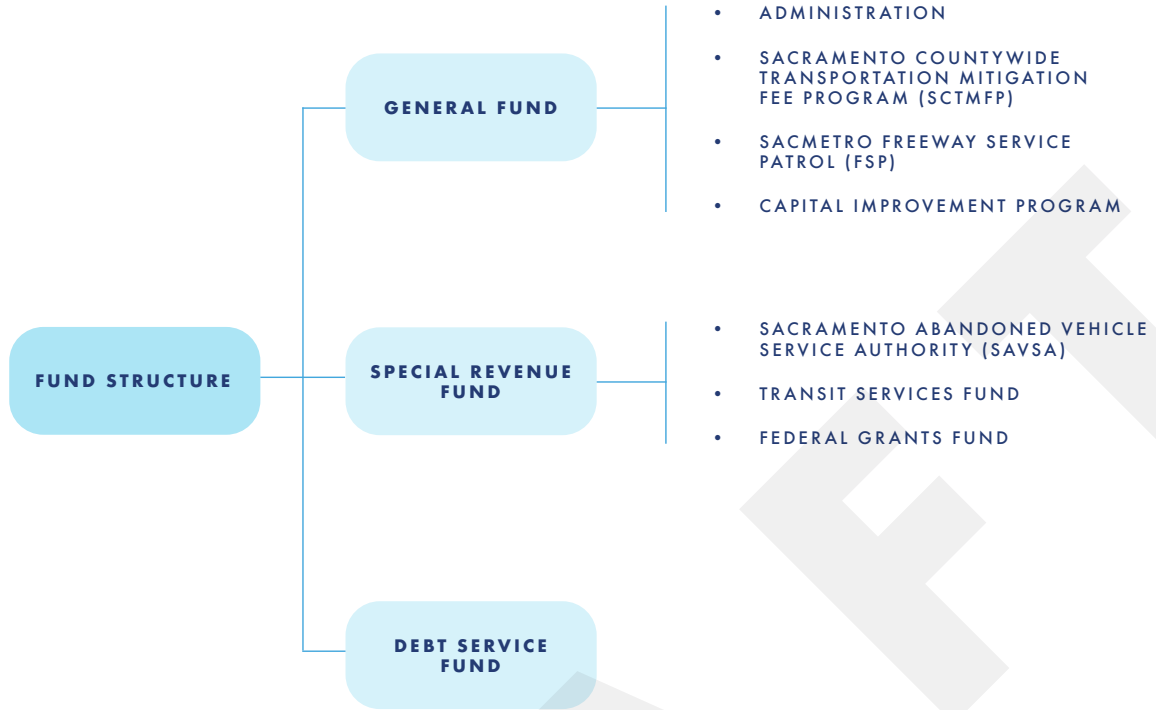 FUND STRUCTURE
GENERAL FUND
• ADMINISTRATION
• SACRAMENTO COUNTYWIDE
TRANSPORTATION MITIGATION
FEE PROGRAM (SCTMFP)
• SACMETRO FREEWAY SERVICE
PATROL (FSP)
• CAPITAL IMPROVEMENT PROGRAM
SPECIAL REVENUE
FUND
• SACRAMENTO ABANDONED VEHICLE
SERVICE AUTHORITY (SAVSA)
• TRANSIT SERVICES FUND
• FEDERAL GRANTS FUND
DEBT SERVICE
FUND